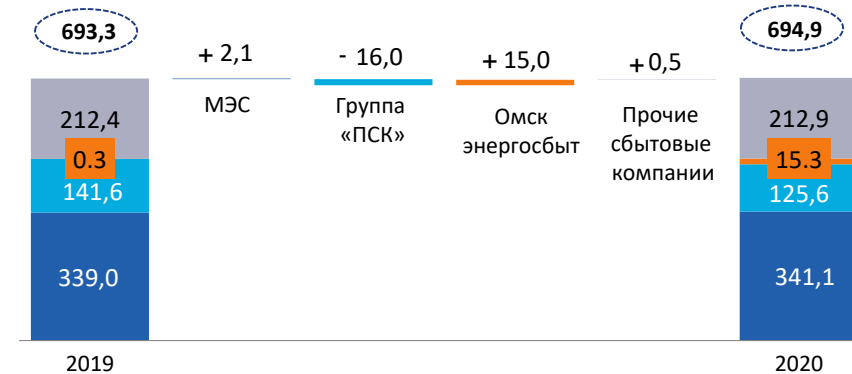 693,3
694,9
+ 2,1
- 16,0
+ 15,0
+ 0,5
МЭС
Группа
«ПСК»
Омск
энергосбыт
Прочие
сбытовые
компании
212,4
0.3
141,6
339,0
212,9
15.3
125,6
341,1
2019
2020